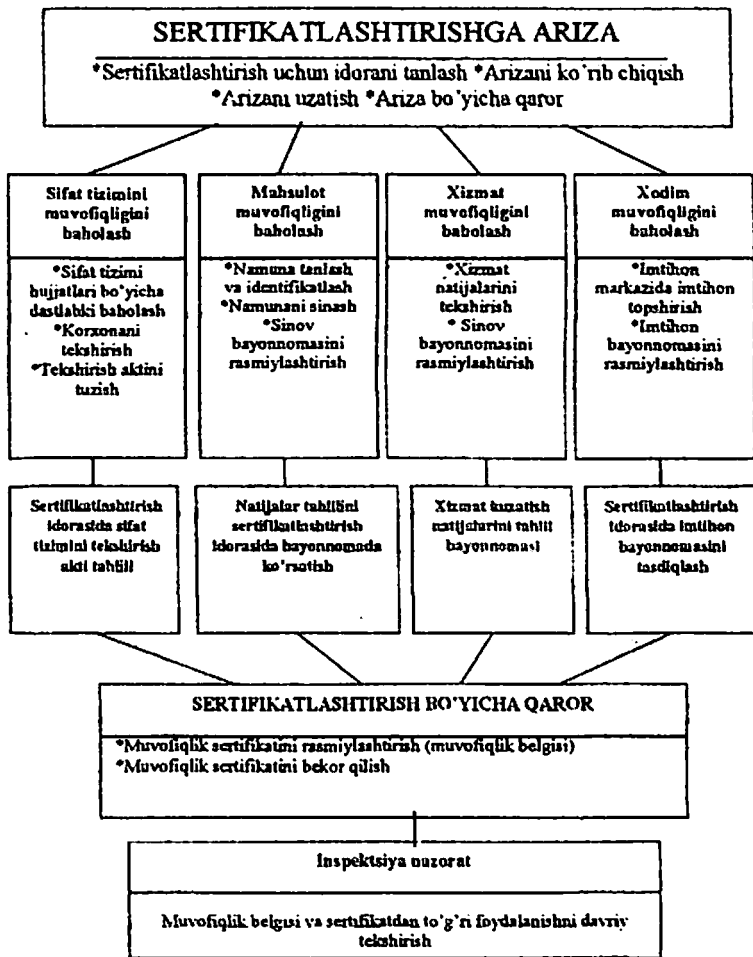 SERTIFIKATLASHTIRISHGA ARIZA
*Sertifikatlashtirish uchun idorani tanlash *Arizani ko'rib chiqish
*Arizani uzatish *Ariza bo'yicha qaror
Sifat tizimini
muvofiqligini
baholash
*Sifat tizimi
hujjatlari bo'yicha
dastlabki baholash
*Korxonani
tekshirish
*Tekshirish aktini
tuzish
Mahsulot
muvofiqligini
baholash
*Namuna tanlash
va identifikatlash
*Namunani sinash
*Sinov
bayonnomasini
rasmiylashtirish
Xizmat
muvofiqligini
baholash
*Xizmat
natijalarini
tekshirish
* Sinov
bayonnomasini
rasmiylashtirish
Xodim
muvofiqligini
baholash
*Imtihon
markazida imtihon
topshirish
*Imtihon
bayonnomasini
rasmiylashtirish
Sertifikatlashtirish
idorasida sifat
tizimini tekshirish
akti tahlili
Natijalar tahlilini
sertifikatlashtirish
idorasida bayonnomada
ko'rsatish
Xizmat kuzatish
natijalarini tahlil
bayonnomasi
Sertifikatlashtirish
idorasida imtihon
bayonnomasini
tasdiqlash
SERTIFIKATLASHTIRISH BO'YICHA QAROR
*Muvofiqlik sertifikatini rasmiylashtirish (muvofiqlik belgisi)
*Muvofiqlik sertifikatini bekor qilish
Inspektsiya nazorat
Muvofiqlik belgisi va sertifikatdan to'g'ri foydalanishni davriy
tekshirish